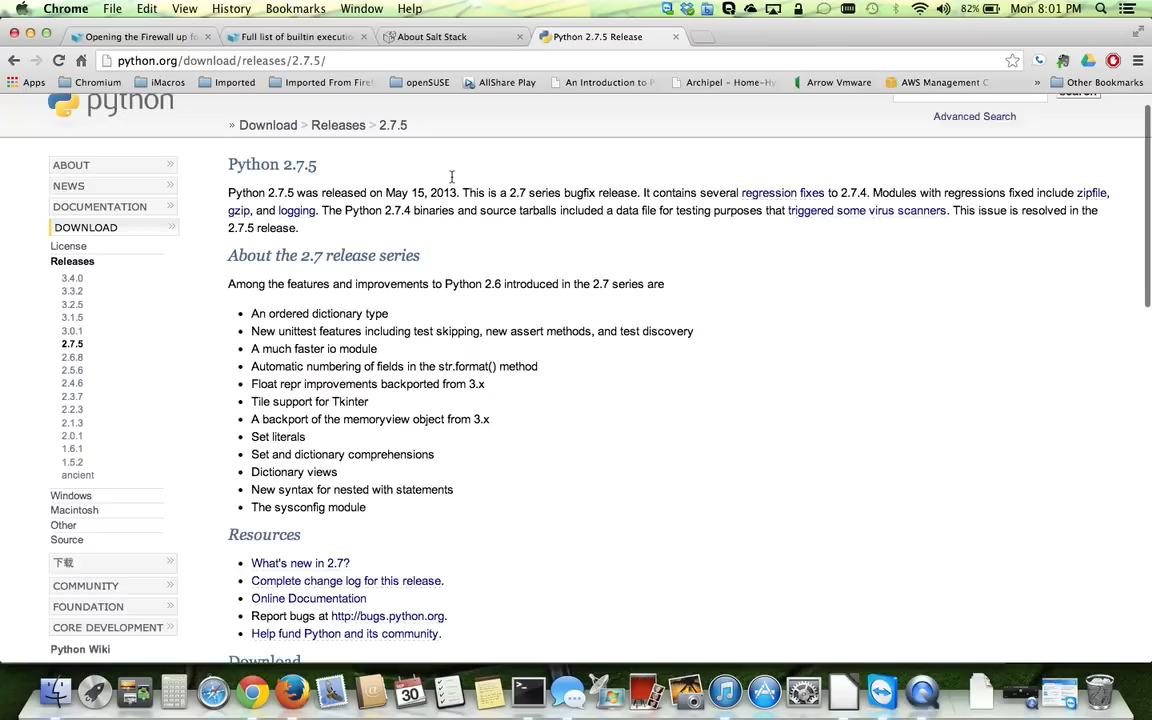 Chrome File Edit View History Bookmarks Window Help 82% Mon 8:01 PM
Opening the Firewall up fo Full list of builtin executio About Salt Stack Python 2.7.5 Release
python.org/download/releases/2.7.5/
Apps Chromium iMacros Imported Imported From Firef openSUSE AllShare Play An Introduction to P Archipel - Home-Hy Arrow Vmware AWS Management C » Other Bookmarks
python
Advanced Search
» Download > Releases > 2.7.5
ABOUT
NEWS
DOCUMENTATION
DOWNLOAD
License
Releases
3.4.0
3.3.2
3.2.5
3.1.5
3.0.1
2.7.5
2.6.8
2.5.6
2.4.6
2.3.7
2.2.3
2.1.3
2.0.1
1.6.1
1.5.2
ancient
Windows
Macintosh
Other
Source
下载
COMMUNITY
FOUNDATION
CORE DEVELOPMENT
Python Wiki
Python 2.7.5
Python 2.7.5 was released on May 15, 2013. This is a 2.7 series bugfix release. It contains several regression fixes to 2.7.4. Modules with regressions fixed include zipfile,
gzip, and logging. The Python 2.7.4 binaries and source tarballs included a data file for testing purposes that triggered some virus scanners. This issue is resolved in the
2.7.5 release.
About the 2.7 release series
Among the features and improvements to Python 2.6 introduced in the 2.7 series are
• An ordered dictionary type
• New unittest features including test skipping, new assert methods, and test discovery
• A much faster io module
• Automatic numbering of fields in the str.format() method
• Float repr improvements backported from 3.x
• Tile support for Tkinter
• A backport of the memoryview object from 3.x
• Set literals
• Set and dictionary comprehensions
• Dictionary views
• New syntax for nested with statements
• The sysconfig module
Resources
• What's new in 2.7?
• Complete change log for this release.
• Online Documentation
• Report bugs at http://bugs.python.org.
• Help fund Python and its community.
Download
30